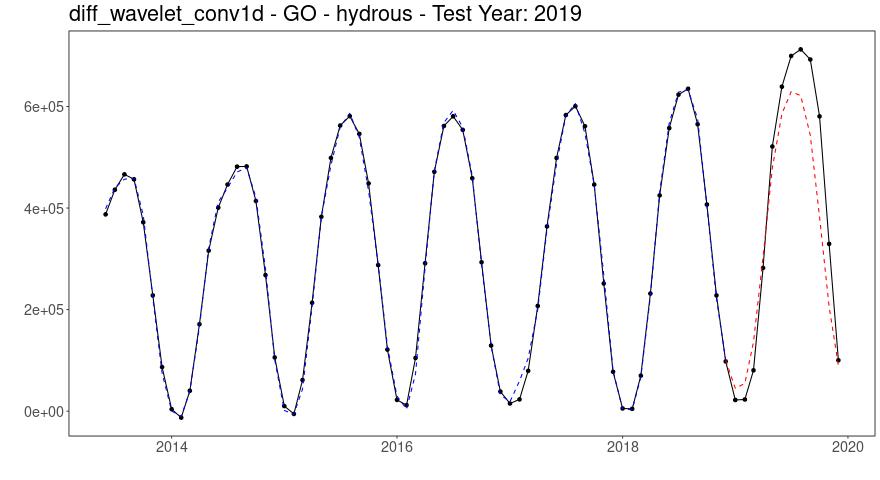 diff_wavelet_conv1d - GO - hydrous - Test Year: 2019
6e+05
4e+05
2e+05
0e+00
2014 2016 2018 2020